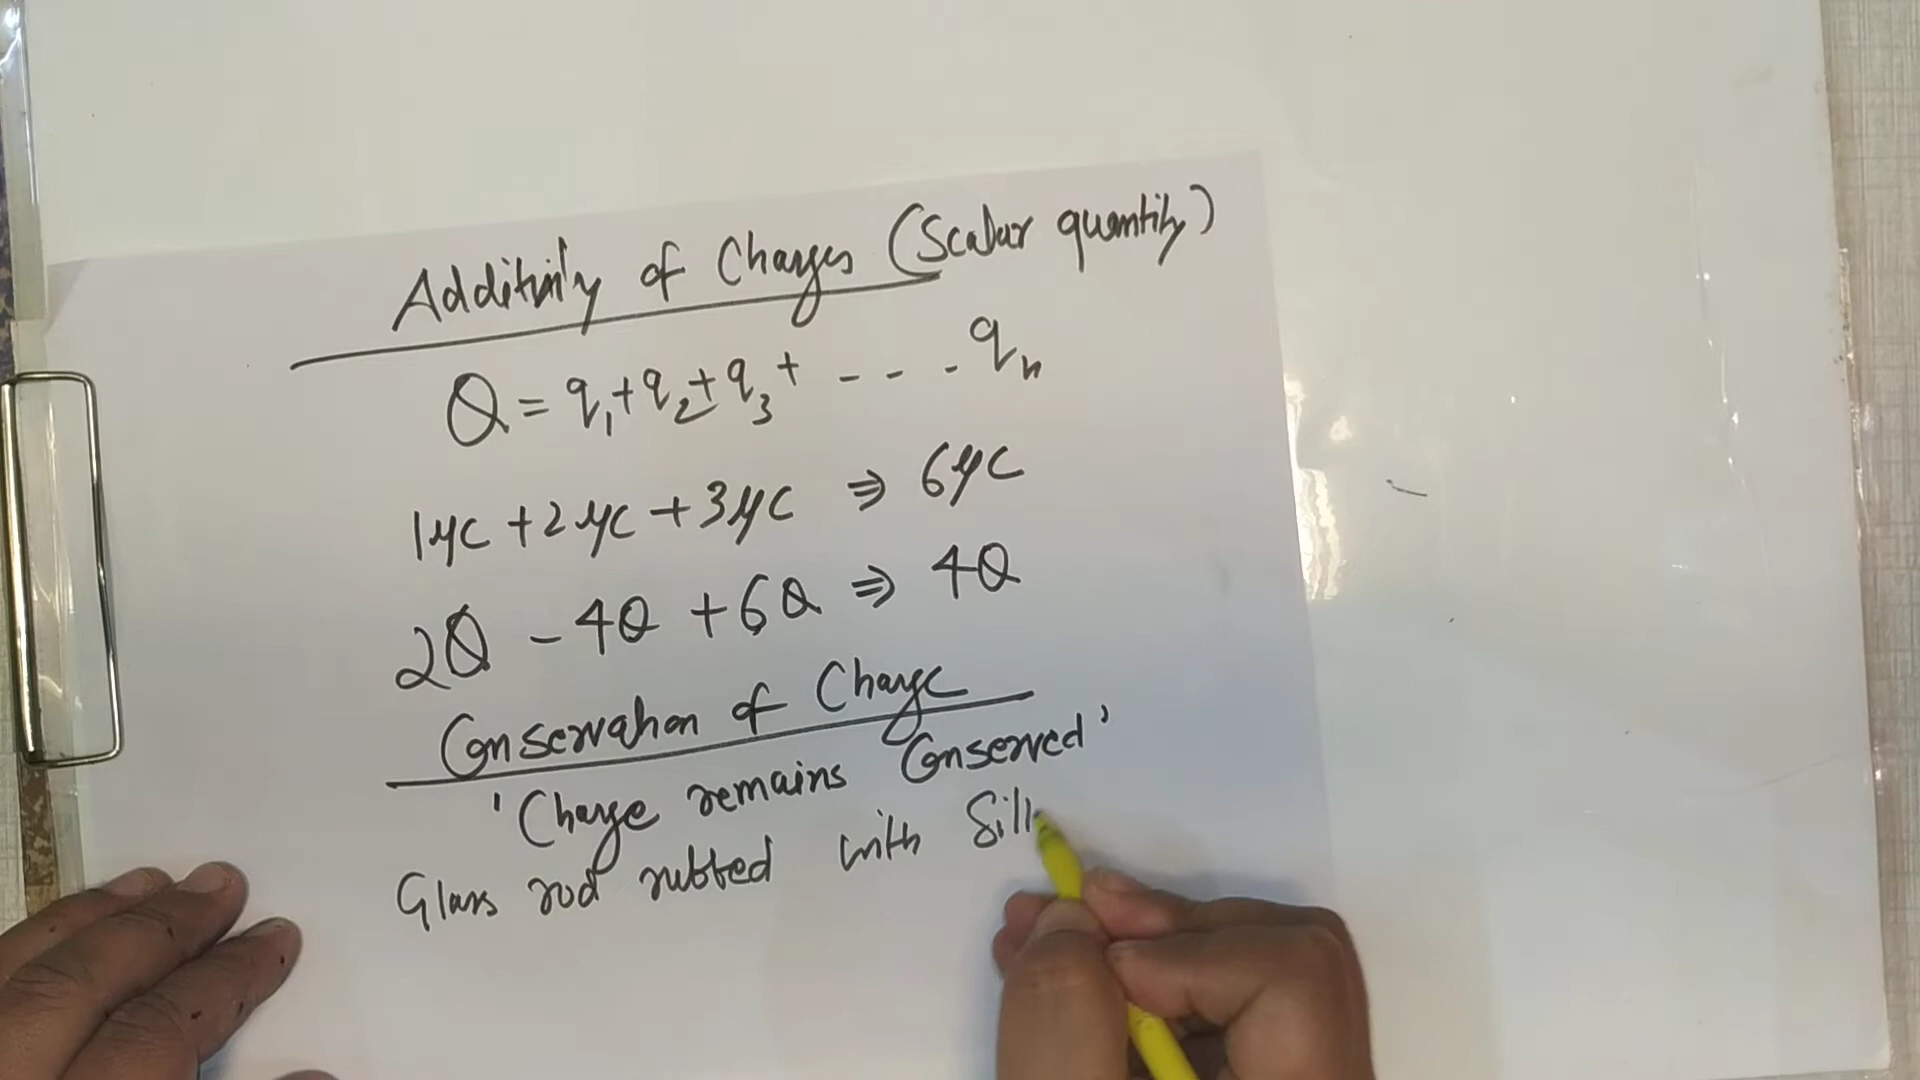 Additivity of Charges (Scalar quantity)
Q = q₁ + q₂ + q₃ + - - - qₙ
1μC + 2μC + 3μC ⇒ 6μC
2Q - 4Q + 6Q ⇒ 4Q
Conservation of Charge
'Charge remains Conserved'
Glass rod rubbed with Sil